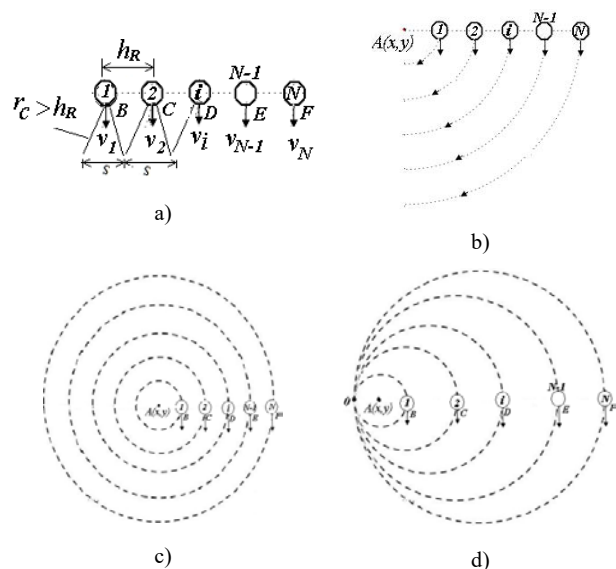 h_R
N-1
1 2 i N
r_C > h_R
B C D E F
v_1 v_2 v_i v_{N-1} v_N
s s
a)
N-1
A(x,y) 1 2 i N
b)
N-1
A(x,y) 1 2 N
B C D E F
c)
N-1
0 A(x,y) 1 2 i N
B C D E F
d)